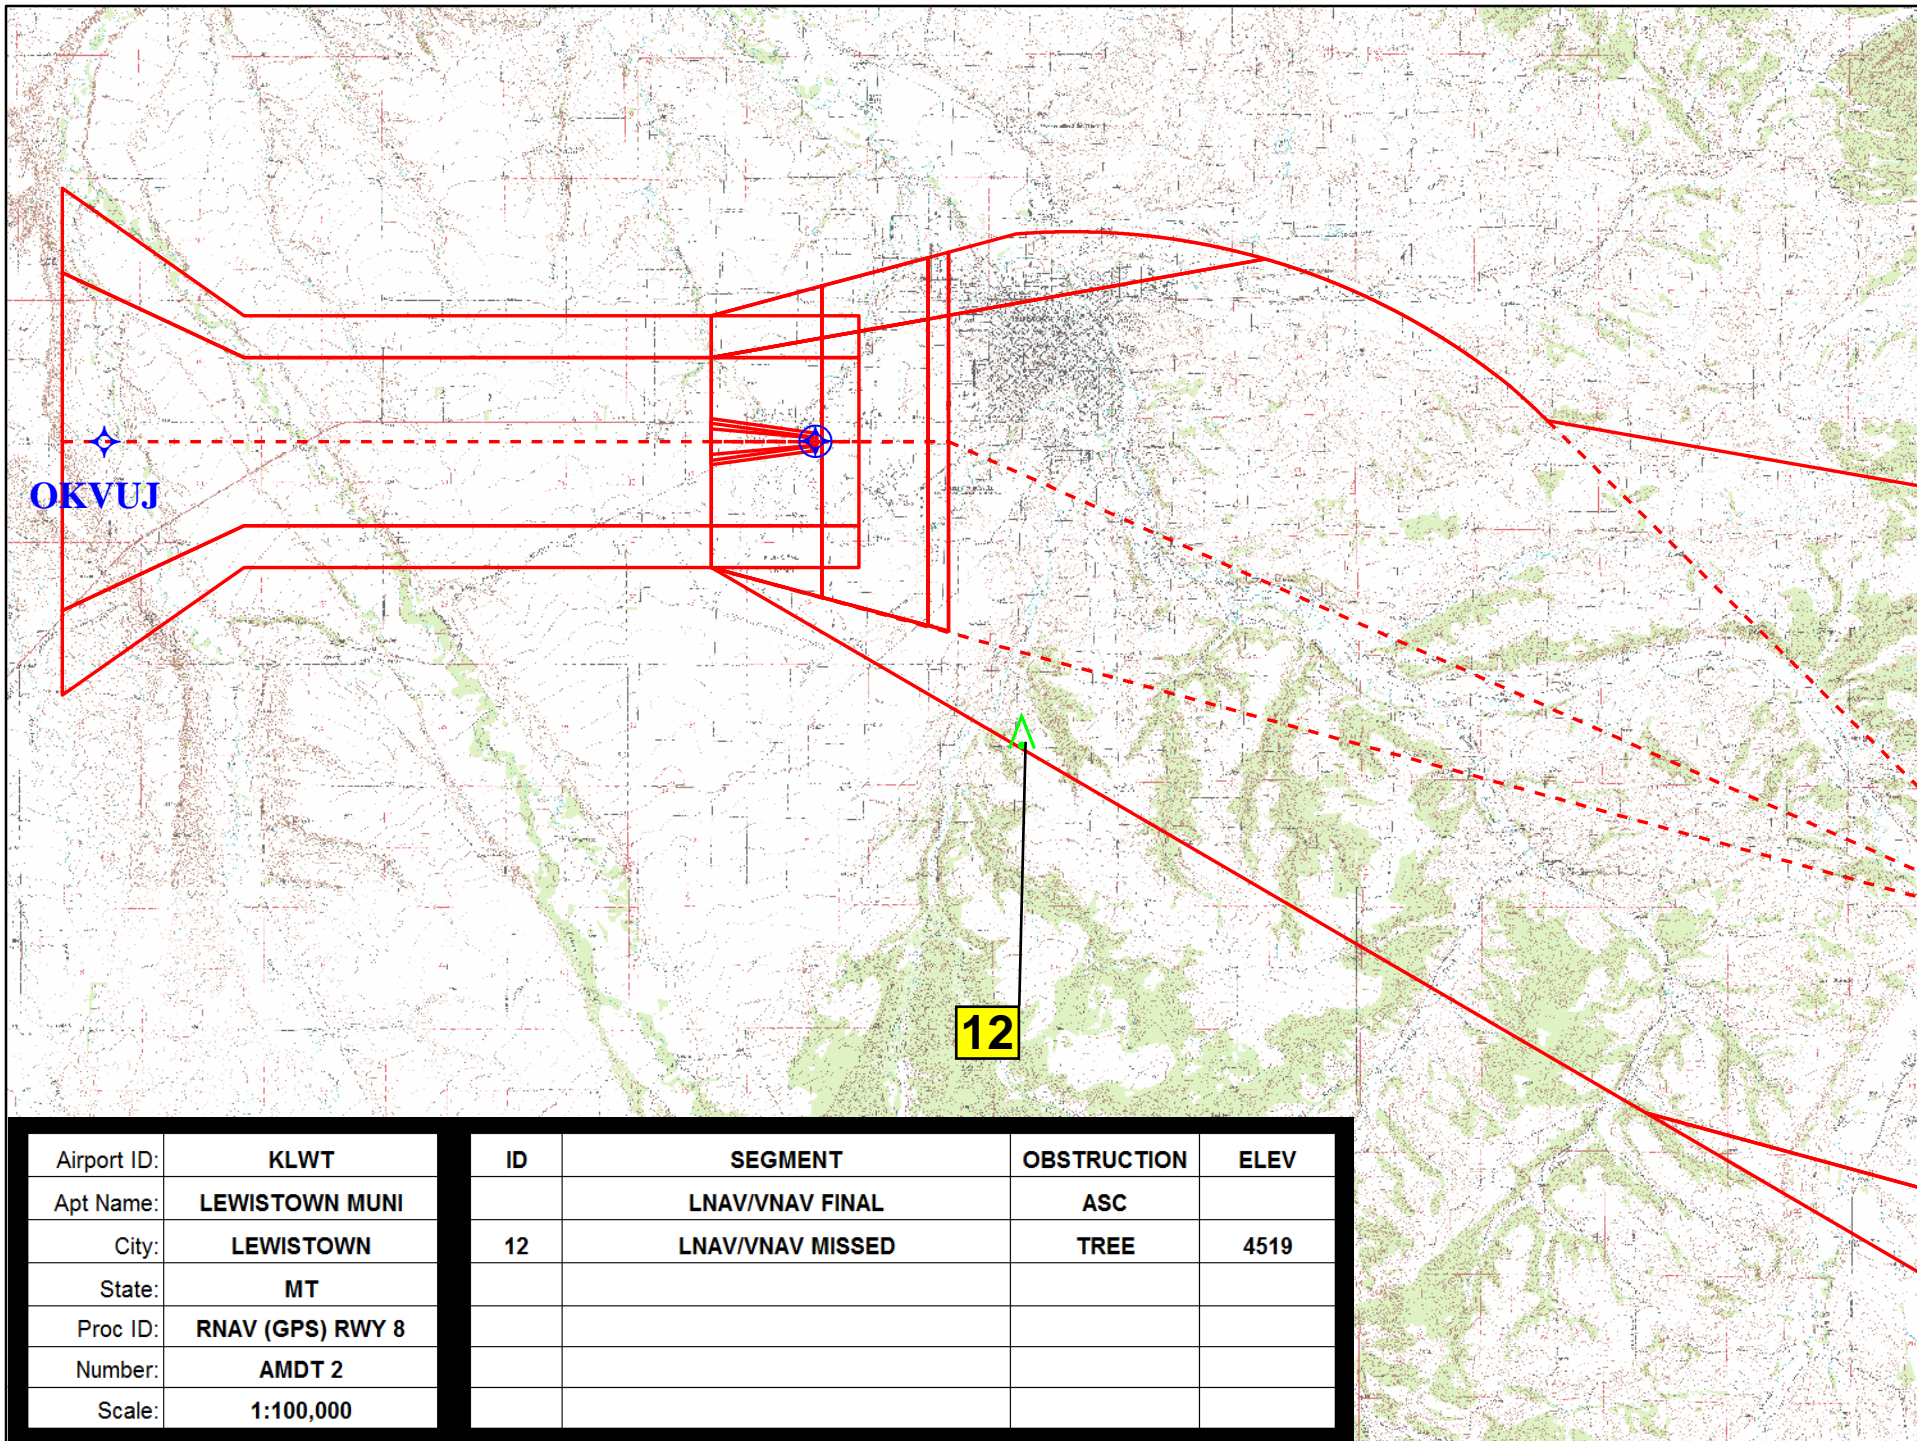 OKVUJ
12
Airport ID: KLWT
Apt Name: LEWISTOWN MUNI
City: LEWISTOWN
State: MT
Proc ID: RNAV (GPS) RWY 8
Number: AMDT 2
Scale: 1:100,000
ID SEGMENT OBSTRUCTION ELEV
LNAV/VNAV FINAL ASC
12 LNAV/VNAV MISSED TREE 4519